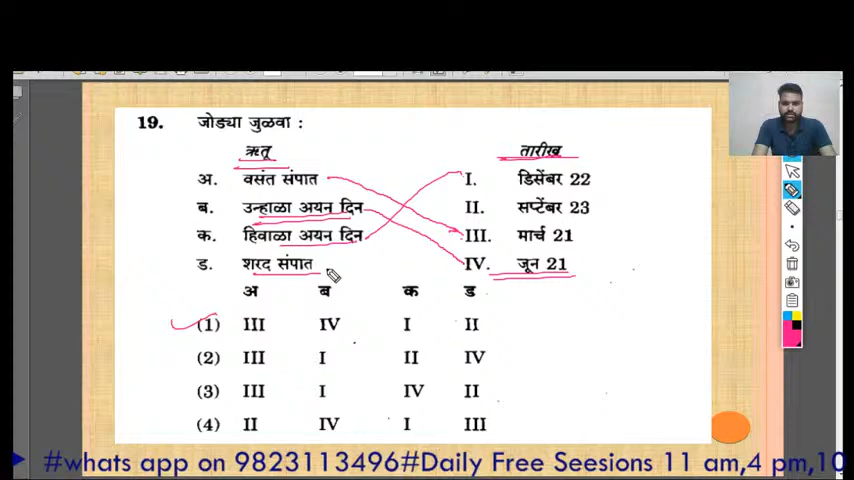 19. जोड्या जुळवा :
ऋतू तारीख
अ. वसंत संपात I. डिसेंबर 22
ब. उन्हाळा अयन दिन II. सप्टेंबर 23
क. हिवाळा अयन दिन III. मार्च 21
ड. शरद संपात IV. जून 21
अ ब क ड
(1) III IV I II
(2) III I II IV
(3) III I IV II
(4) II IV I III
#whats app on 9823113496#Daily Free Seesions 11 am,4 pm,10